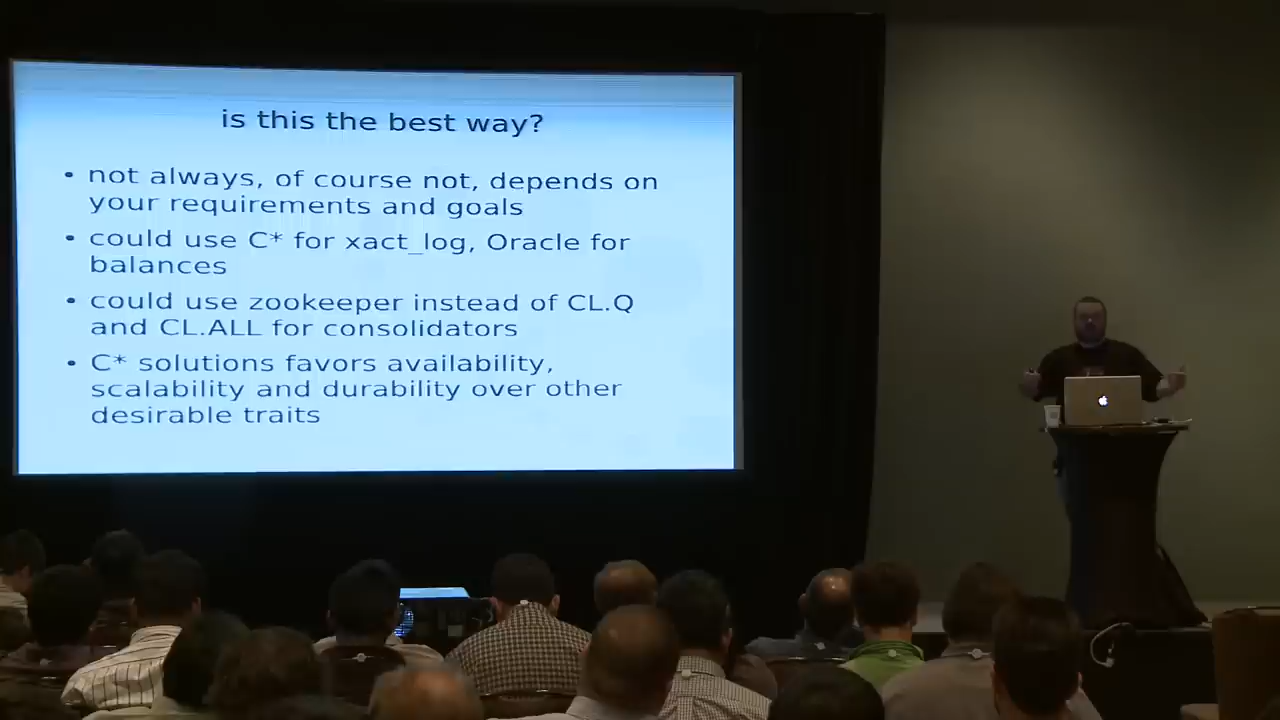 is this the best way?
• not always, of course not, depends on
your requirements and goals
• could use C* for xact_log, Oracle for
balances
• could use zookeeper instead of CL.Q
and CL.ALL for consolidators
• C* solutions favors availability,
scalability and durability over other
desirable traits